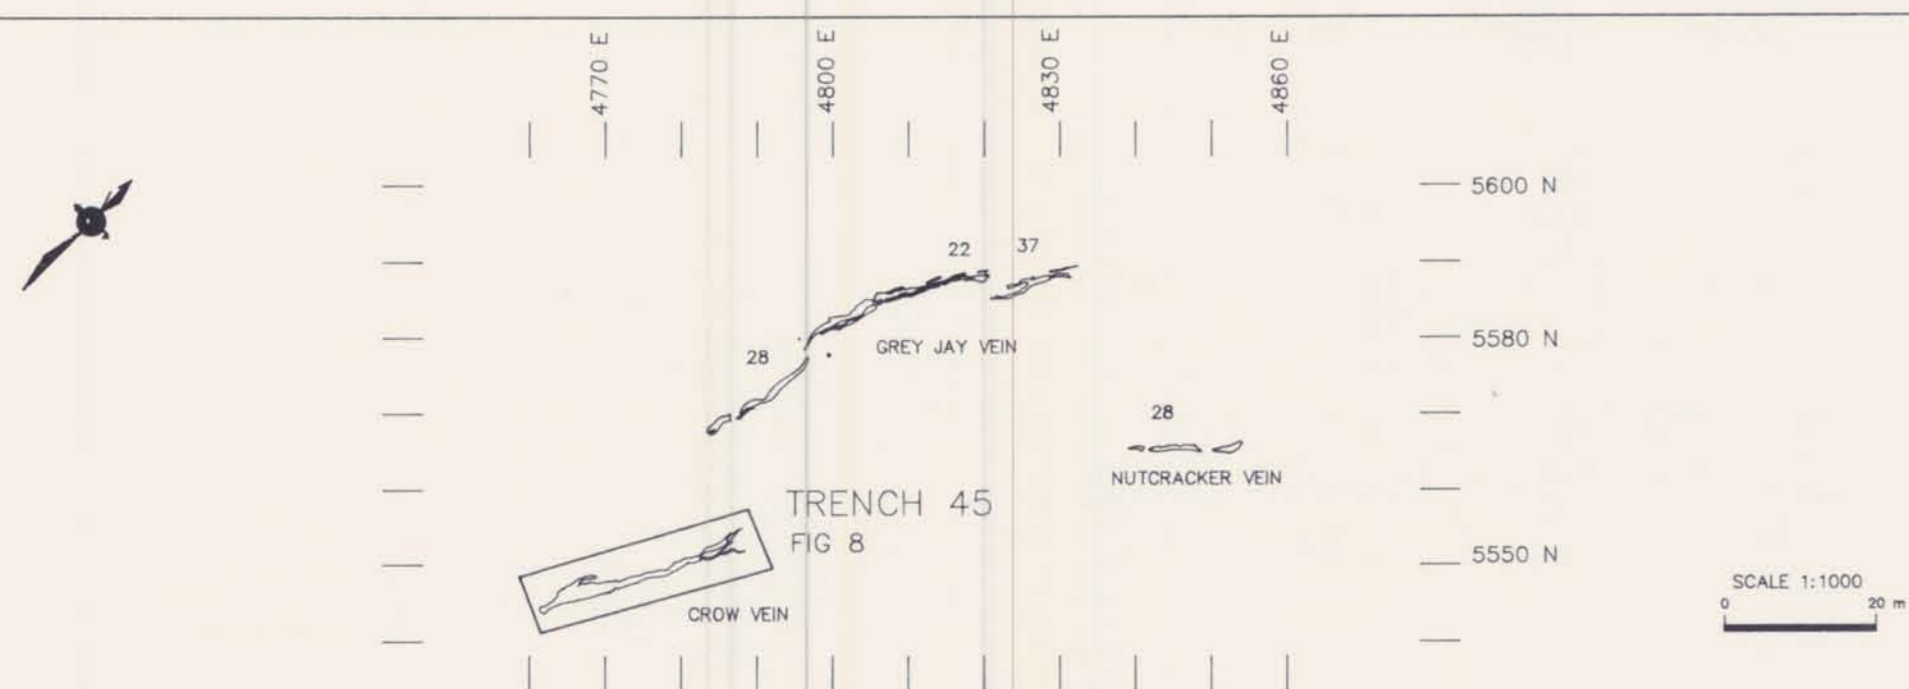 4770 E
4800 E
4830 E
4860 E
5600 N
22
37
5580 N
GREY JAY VEIN
28
28
NUTCRACKER VEIN
TRENCH 45
FIG 8
5550 N
SCALE 1:1000
0 20 m
CROW VEIN